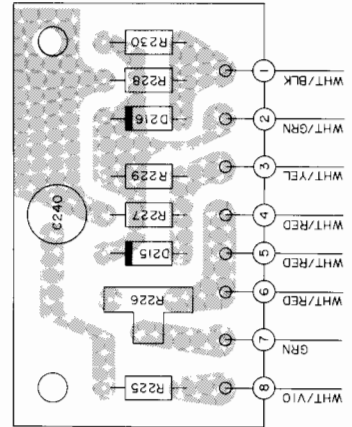 R230
R228
D216
R229
R227
D215
R226
R225
C240
1
WHT/BLK
2
WHT/GRN
3
WHT/YEL
4
WHT/RED
5
WHT/RED
6
WHT/RED
7
GRN
8
WHT/VIO